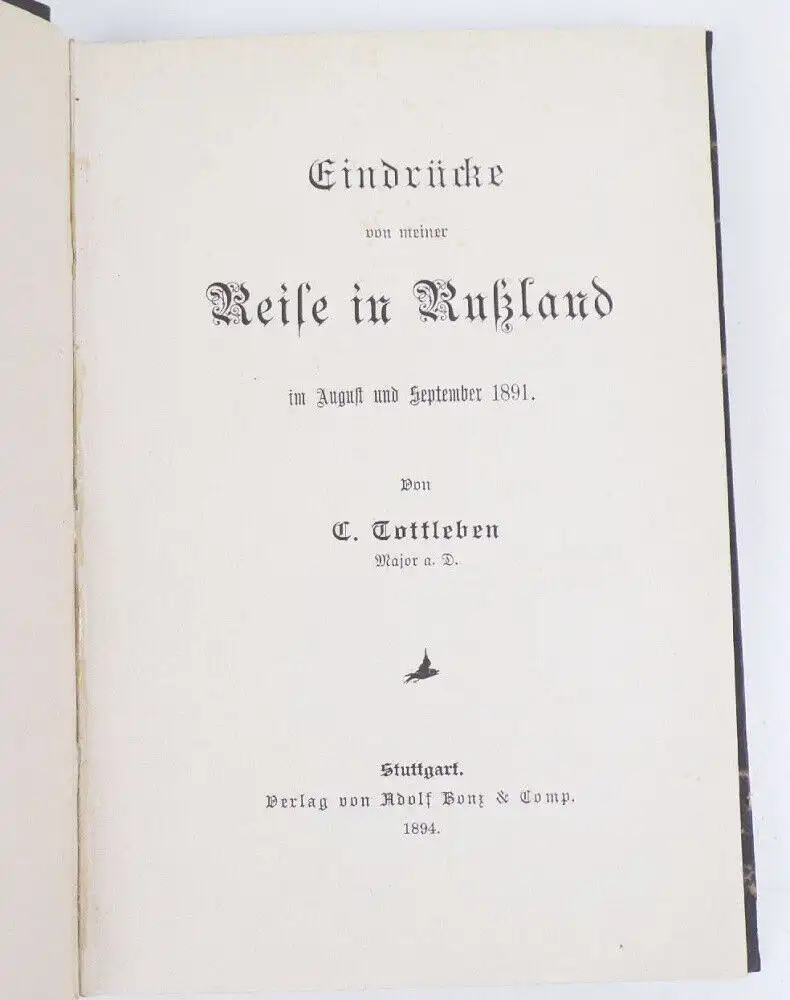 Eindrücke
von meiner
Reiſe in Rußland
im Auguſt und September 1891.
Von
C. Tottleben
Major a. D.
Stuttgart.
Verlag von Adolf Bonz & Comp.
1894.